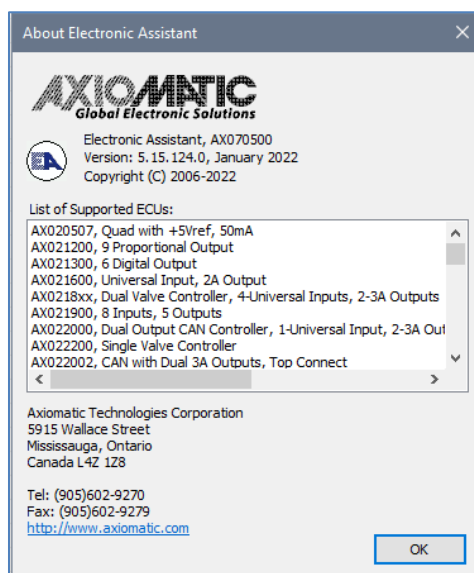 About Electronic Assistant
AXIOMATIC
Global Electronic Solutions
EA
Electronic Assistant, AX070500
Version: 5.15.124.0, January 2022
Copyright (C) 2006-2022
List of Supported ECUs:
AX020507, Quad with +5Vref, 50mA
AX021200, 9 Proportional Output
AX021300, 6 Digital Output
AX021600, Universal Input, 2A Output
AX0218xx, Dual Valve Controller, 4-Universal Inputs, 2-3A Outputs
AX021900, 8 Inputs, 5 Outputs
AX022000, Dual Output CAN Controller, 1-Universal Input, 2-3A Out
AX022200, Single Valve Controller
AX022002, CAN with Dual 3A Outputs, Top Connect
Axiomatic Technologies Corporation
5915 Wallace Street
Mississauga, Ontario
Canada L4Z 1Z8
Tel: (905)602-9270
Fax: (905)602-9279
http://www.axiomatic.com
OK